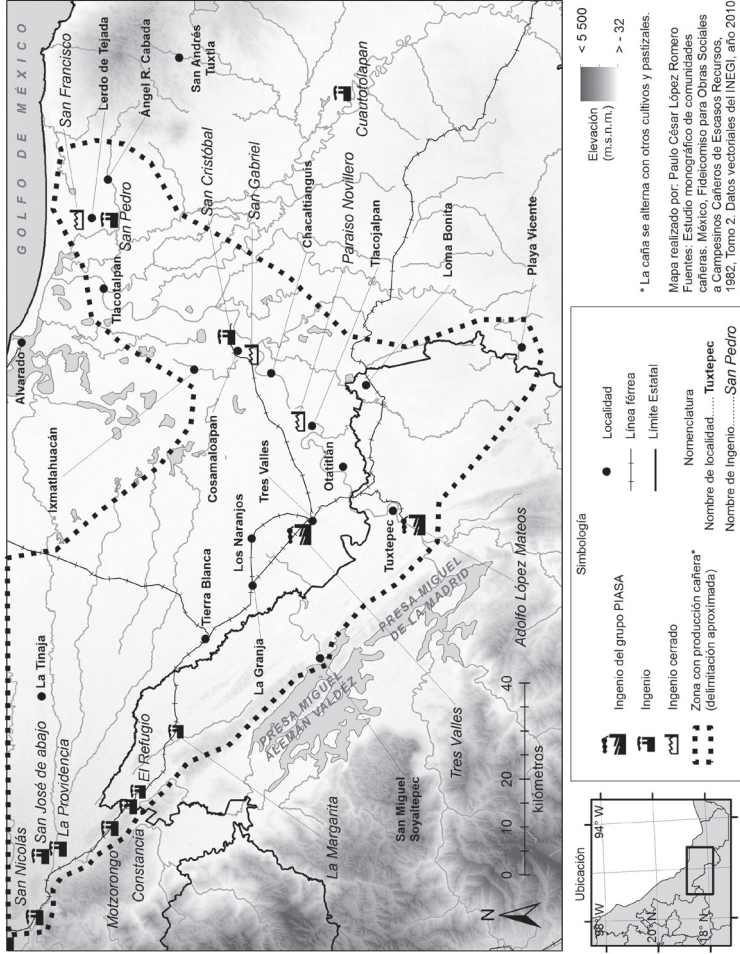 GOLFO DE MÉXICO
San Francisco
Lerdo de Tejada
Ángel R. Cabada
San Andrés
Tuxtla
Cuautotolapan
San Pedro
Tlacotalpán
Alvarado
San Cristóbal
San Gabriel
Chacaltianguis
Paraiso Novillero
Tlacojalpan
Loma Bonita
Playa Vicente
Ixmatlahuacán
Cosamaloapan
Tres Valles
Otatitlán
Los Naranjos
Tierra Blanca
La Granja
Tuxtepec
PRESA MIGUEL
DE LA MADRID
Adolfo López Mateos
La Tinaja
San José de abajo
La Providencia
San Nicolás
El Refugio
Motzorongo
Constancia
PRESA MIGUEL
ALEMÁN VALDEZ
Tres Valles
San Miguel
Soyaltepec
La Margarita
N
0 10 20 40
kilómetros
Ubicación
96° W
94° W
20° N
18° N
Simbología
Ingenio del grupo PIASA
Ingenio
Ingenio cerrado
Zona con producción cañera*
(delimitación aproximada)
Localidad
Línea férrea
Límite Estatal
Nomenclatura
Nombre de localidad......Tuxtepec
Nombre de Ingenio.........San Pedro
Elevación
(m.s.n.m.)
< 5 500
> - 32
* La caña se alterna con otros cultivos y pastizales.
Mapa realizado por: Paulo César López Romero
Fuentes: Estudio monográfico de comunidades
cañeras. México, Fideicomiso para Obras Sociales
a Campesinos Cañeros de Escasos Recursos,
1982, Tomo 2. Datos vectoriales del INEGI, año 2010